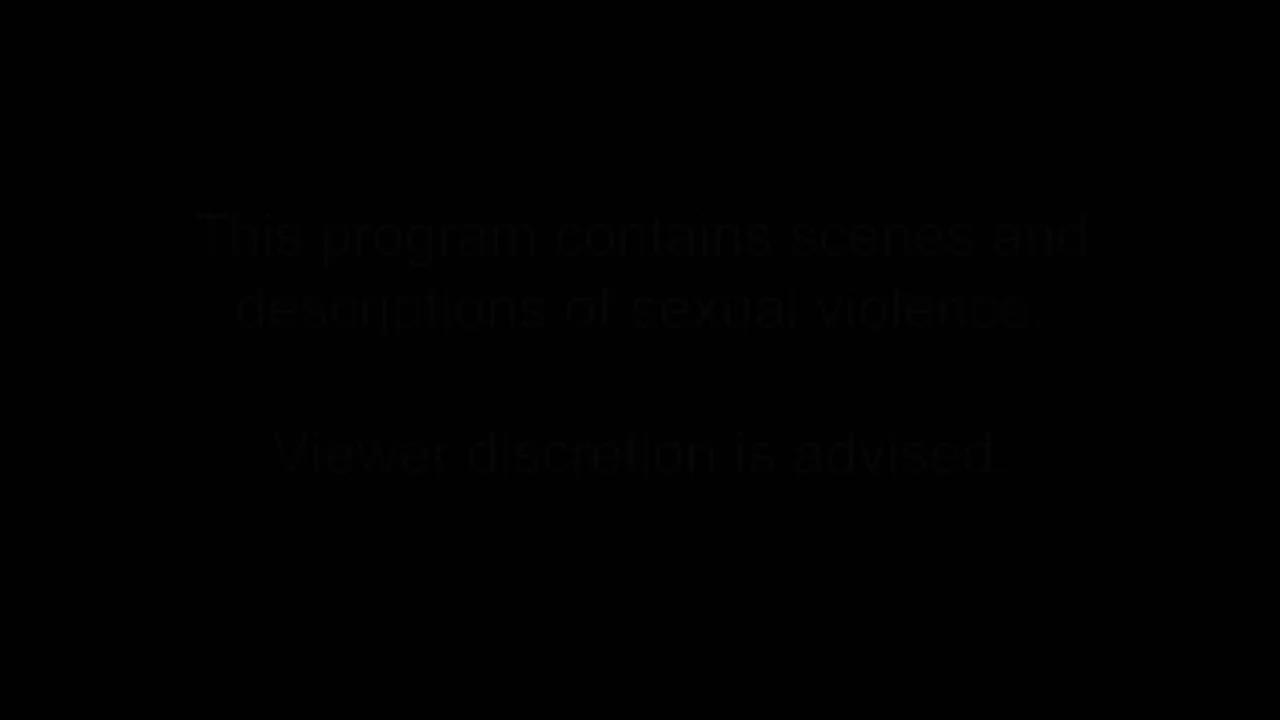 This program contains scenes and
descriptions of sexual violence.
Viewer discretion is advised.